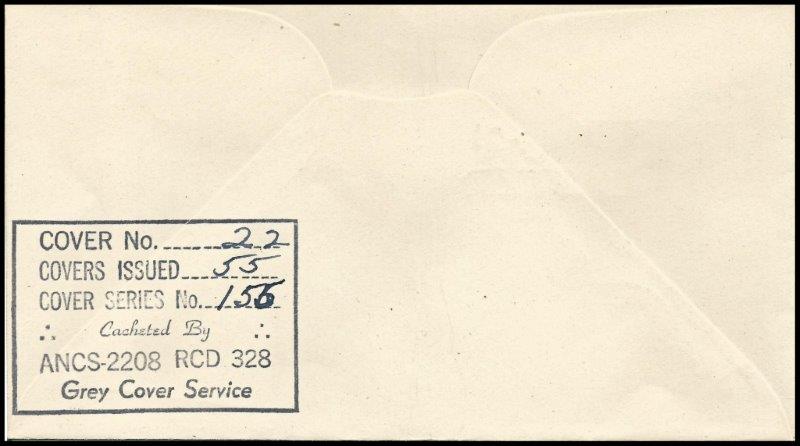 COVER No. 22
COVERS ISSUED 55
COVER SERIES No. 156
Cacheted By
ANCS-2208 RCD 328
Grey Cover Service